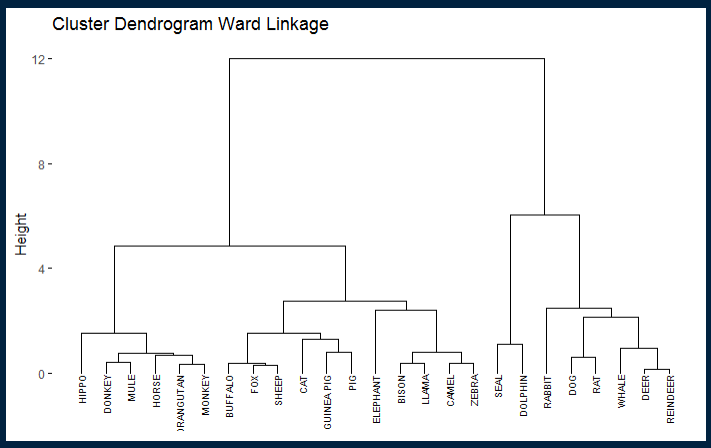 Cluster Dendrogram Ward Linkage
12
8
4
0
Height
HIPPO
DONKEY
MULE
HORSE
ORANGUTAN
MONKEY
BUFFALO
FOX
SHEEP
CAT
GUINEA PIG
PIG
ELEPHANT
BISON
LLAMA
CAMEL
ZEBRA
SEAL
DOLPHIN
RABBIT
DOG
RAT
WHALE
DEER
REINDEER